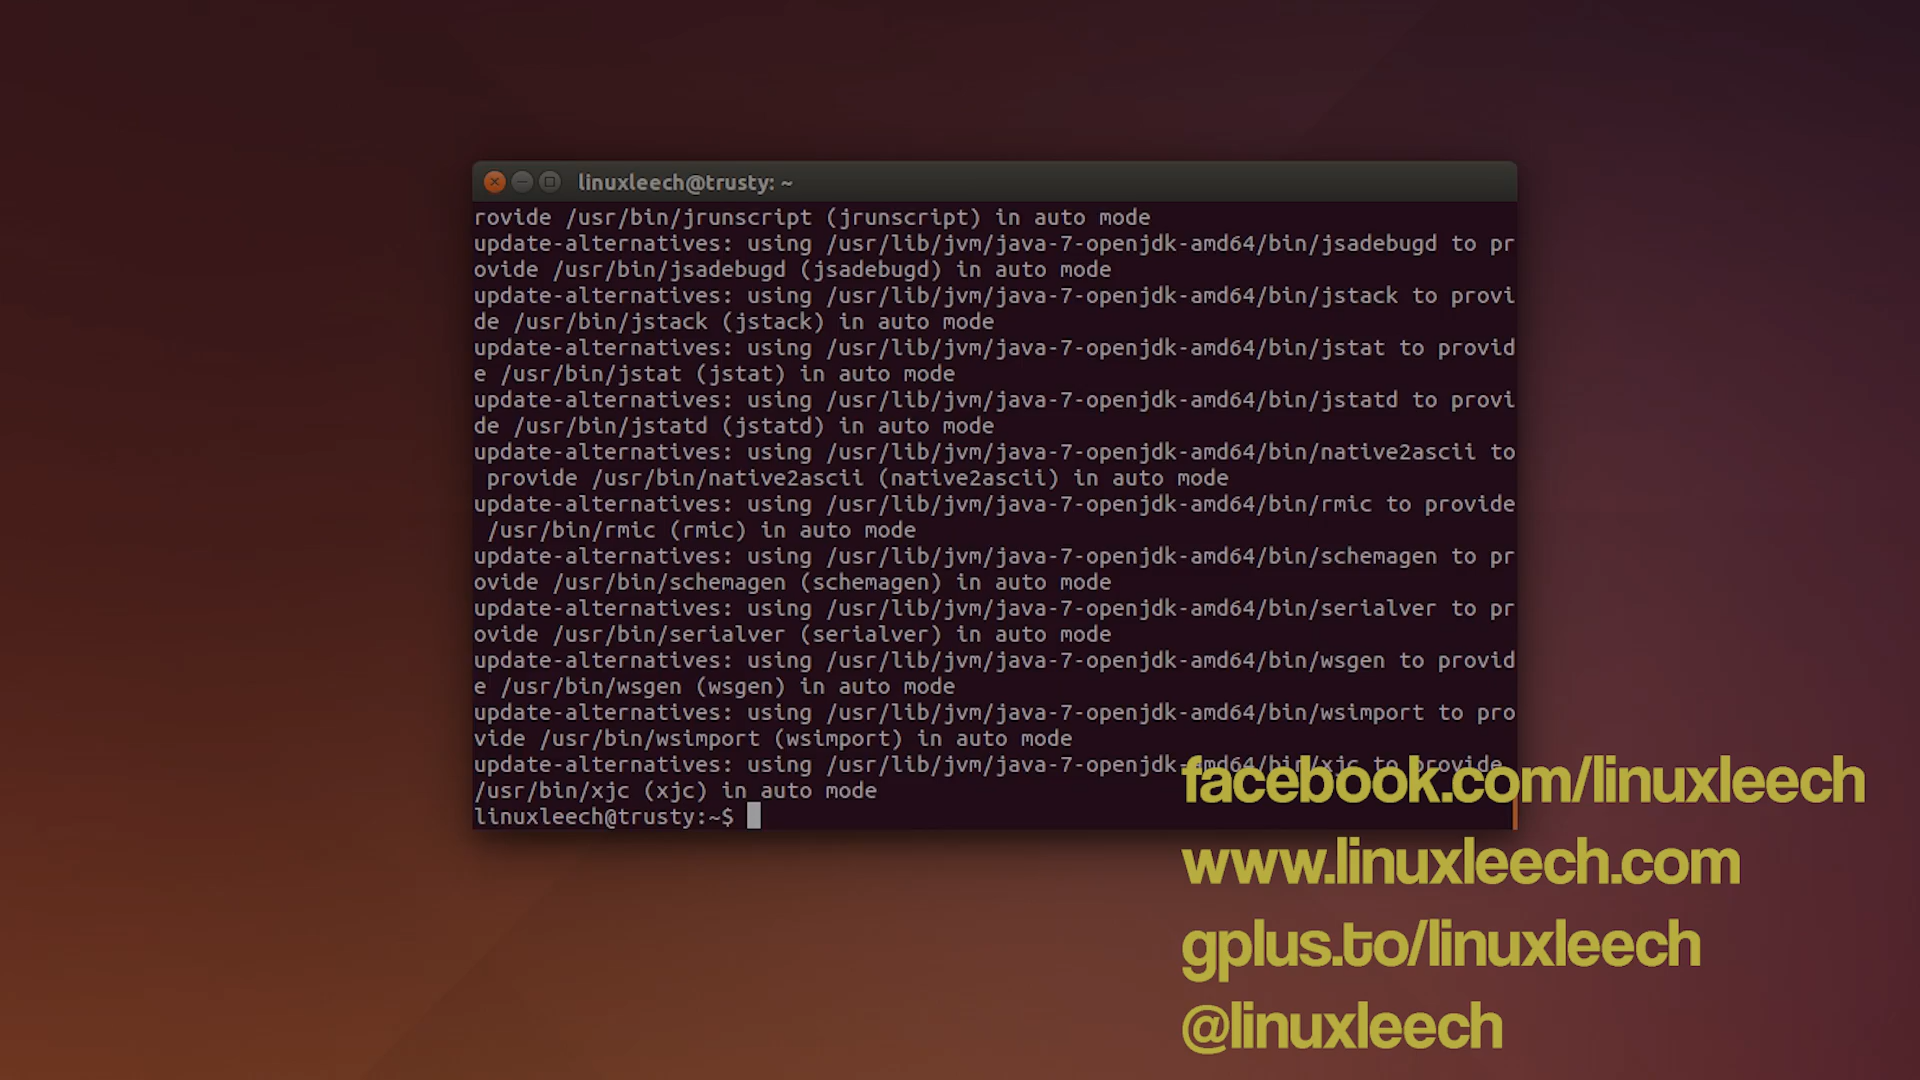 linuxleech@trusty: ~
rovide /usr/bin/jrunscript (jrunscript) in auto mode
update-alternatives: using /usr/lib/jvm/java-7-openjdk-amd64/bin/jsadebugd to pr
ovide /usr/bin/jsadebugd (jsadebugd) in auto mode
update-alternatives: using /usr/lib/jvm/java-7-openjdk-amd64/bin/jstack to provi
de /usr/bin/jstack (jstack) in auto mode
update-alternatives: using /usr/lib/jvm/java-7-openjdk-amd64/bin/jstat to provid
e /usr/bin/jstat (jstat) in auto mode
update-alternatives: using /usr/lib/jvm/java-7-openjdk-amd64/bin/jstatd to provi
de /usr/bin/jstatd (jstatd) in auto mode
update-alternatives: using /usr/lib/jvm/java-7-openjdk-amd64/bin/native2ascii to
 provide /usr/bin/native2ascii (native2ascii) in auto mode
update-alternatives: using /usr/lib/jvm/java-7-openjdk-amd64/bin/rmic to provide
 /usr/bin/rmic (rmic) in auto mode
update-alternatives: using /usr/lib/jvm/java-7-openjdk-amd64/bin/schemagen to pr
ovide /usr/bin/schemagen (schemagen) in auto mode
update-alternatives: using /usr/lib/jvm/java-7-openjdk-amd64/bin/serialver to pr
ovide /usr/bin/serialver (serialver) in auto mode
update-alternatives: using /usr/lib/jvm/java-7-openjdk-amd64/bin/wsgen to provid
e /usr/bin/wsgen (wsgen) in auto mode
update-alternatives: using /usr/lib/jvm/java-7-openjdk-amd64/bin/wsimport to pro
vide /usr/bin/wsimport (wsimport) in auto mode
update-alternatives: using /usr/lib/jvm/java-7-openjdk-amd64/bin/xjc to provide
/usr/bin/xjc (xjc) in auto mode
linuxleech@trusty:~$
facebook.com/linuxleech
www.linuxleech.com
gplus.to/linuxleech
@linuxleech